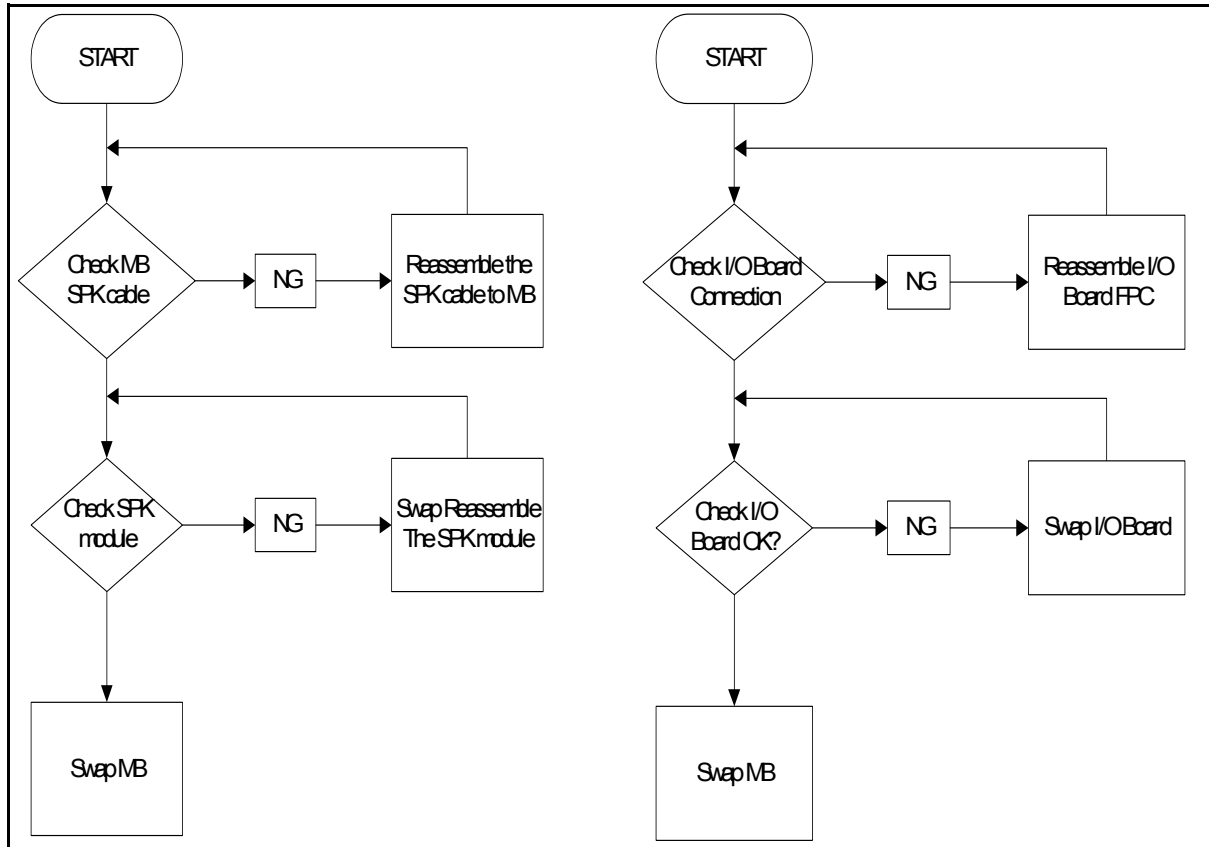 START
Check MB
SPK cable
NG
Reassemble the
SPK cable to MB
Check SPK
module
NG
Swap Reassemble
The SPK module
Swap MB
START
Check I/O Board
Connection
NG
Reassemble I/O
Board FPC
Check I/O
Board OK?
NG
Swap I/O Board
Swap MB